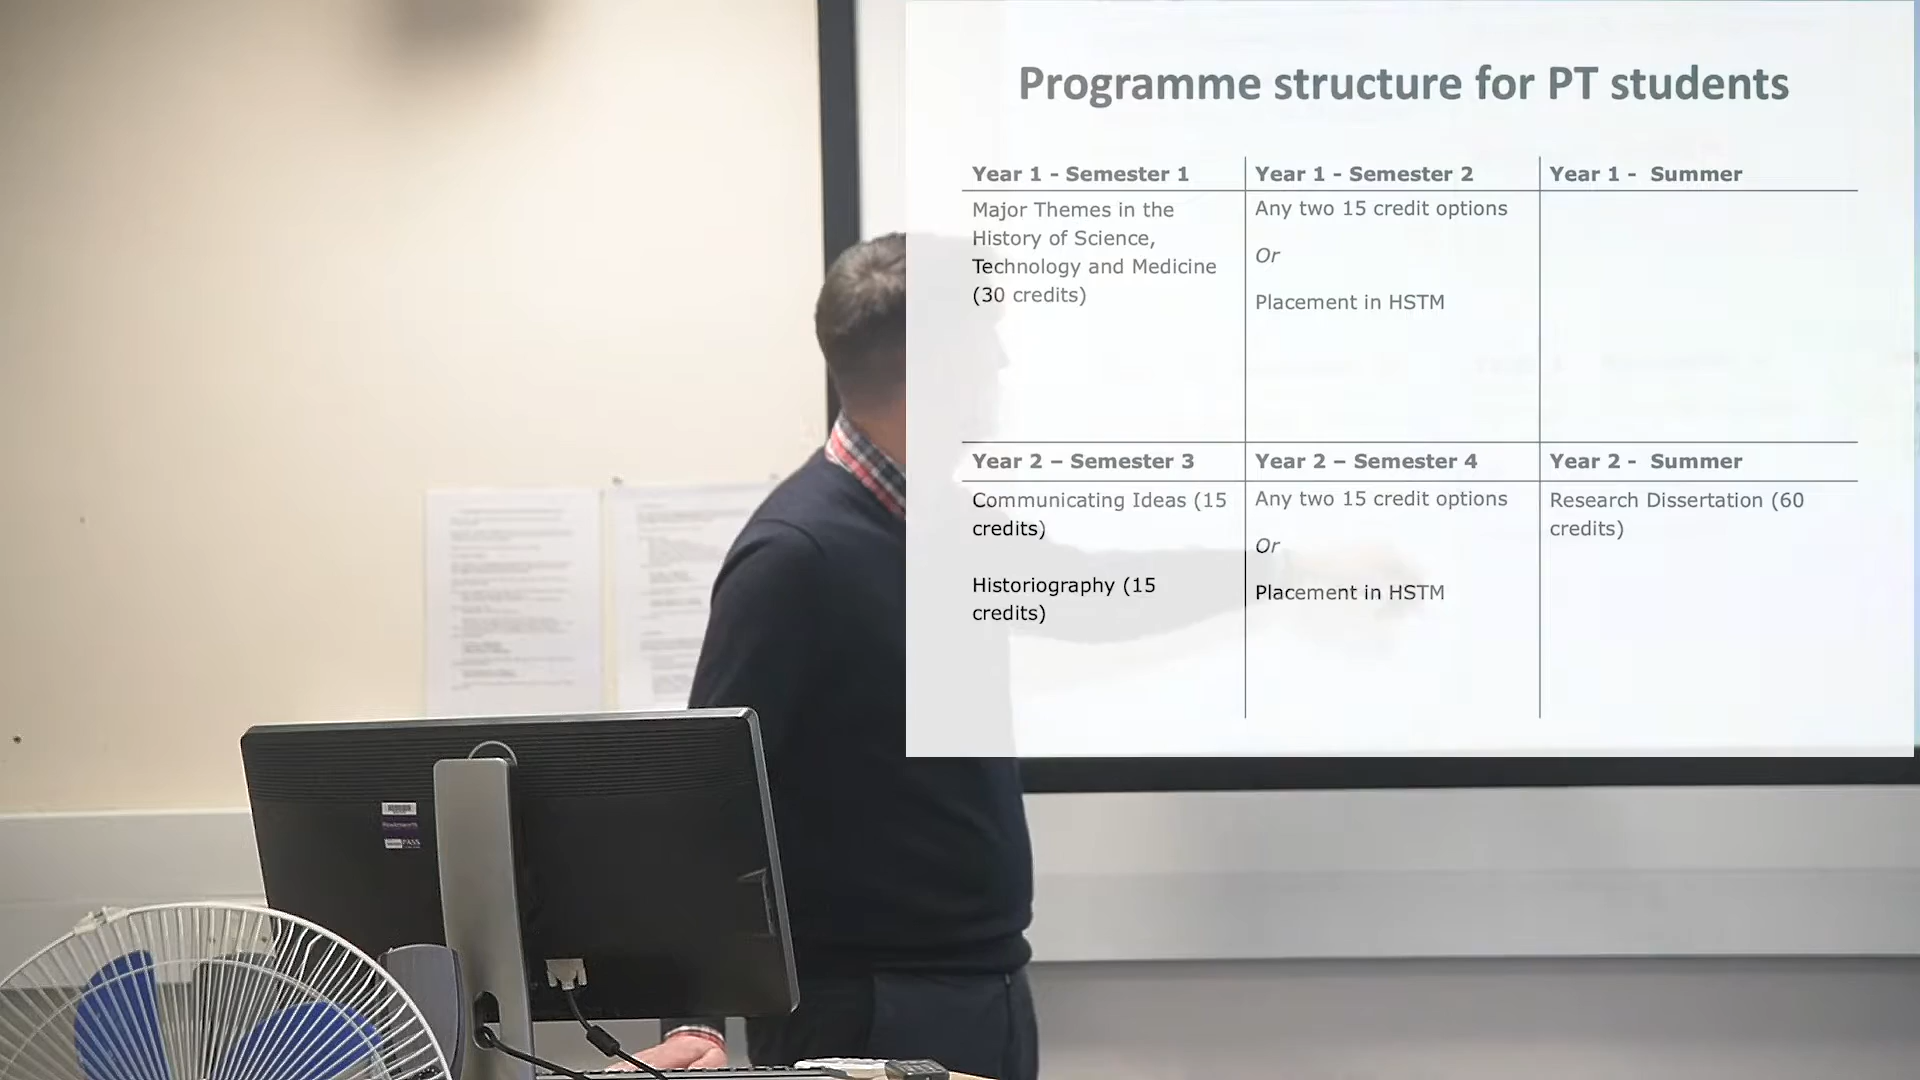 Programme structure for PT students
Year 1 - Semester 1
Year 1 - Semester 2
Year 1 -  Summer
Major Themes in the
History of Science,
Technology and Medicine
(30 credits)
Any two 15 credit options
Or
Placement in HSTM
Year 2 – Semester 3
Year 2 – Semester 4
Year 2 -  Summer
Communicating Ideas (15
credits)
Historiography (15
credits)
Any two 15 credit options
Or
Placement in HSTM
Research Dissertation (60
credits)
PASS